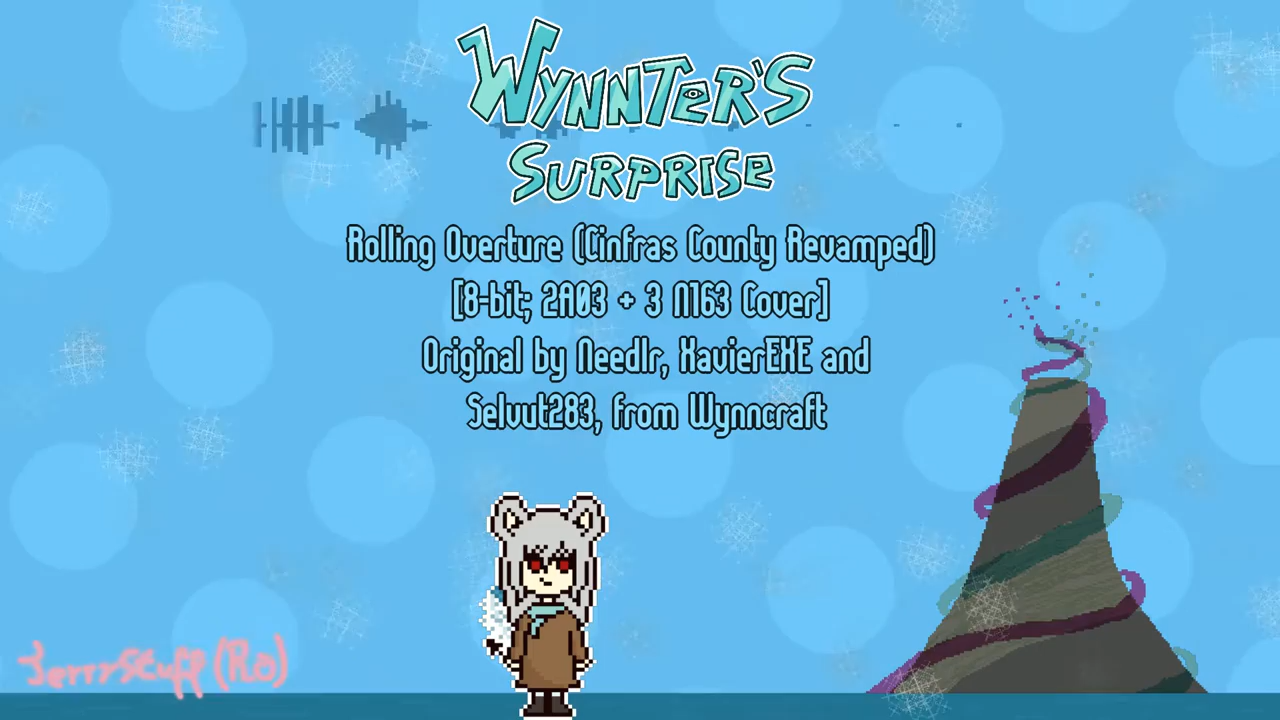 WYNNTER'S
SURPRISE
Rolling Overture (Cinfras County Revamped)
[8-bit; 2A03 + 3 N163 Cover]
Original by Needlr, XavierEXE and
Selvut283, from Wynncraft
JerryStuff (Ro)